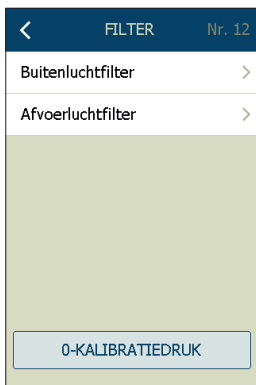 FILTER Nr. 12
Buitenluchtfilter
Afvoerluchtfilter
0-KALIBRATIEDRUK